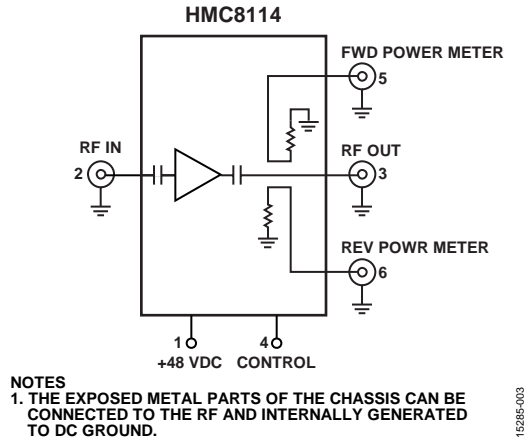 HMC8114
FWD POWER METER
5
RF IN
2
RF OUT
3
REV POWR METER
6
1
4
+48 VDC
CONTROL
NOTES
1. THE EXPOSED METAL PARTS OF THE CHASSIS CAN BE
CONNECTED TO THE RF AND INTERNALLY GENERATED
TO DC GROUND.
15285-003